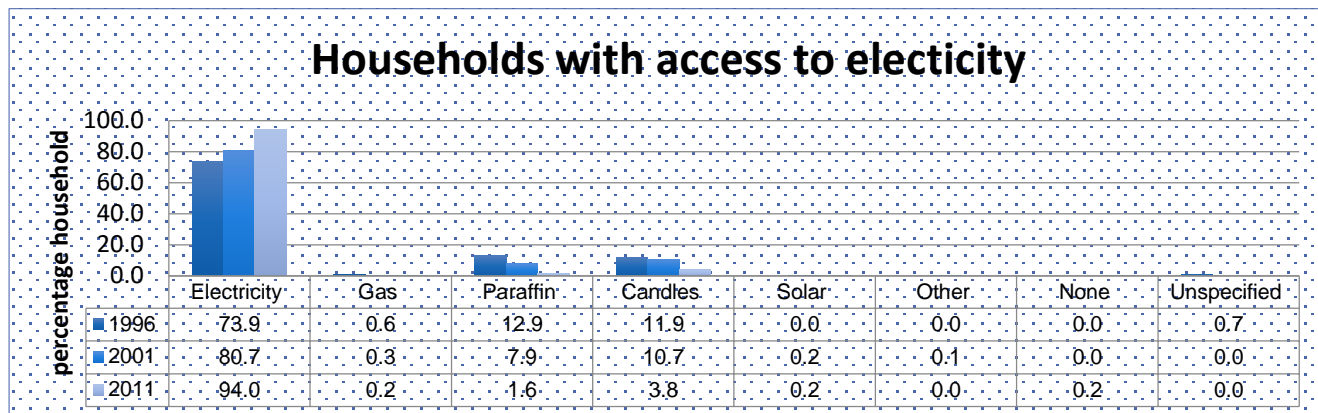 Households with access to electicity
percentage household
100.0
80.0
60.0
40.0
20.0
0.0
Electricity Gas Paraffin Candles Solar Other None Unspecified
1996 73.9 0.6 12.9 11.9 0.0 0.0 0.0 0.7
2001 80.7 0.3 7.9 10.7 0.2 0.1 0.0 0.0
2011 94.0 0.2 1.6 3.8 0.2 0.0 0.2 0.0